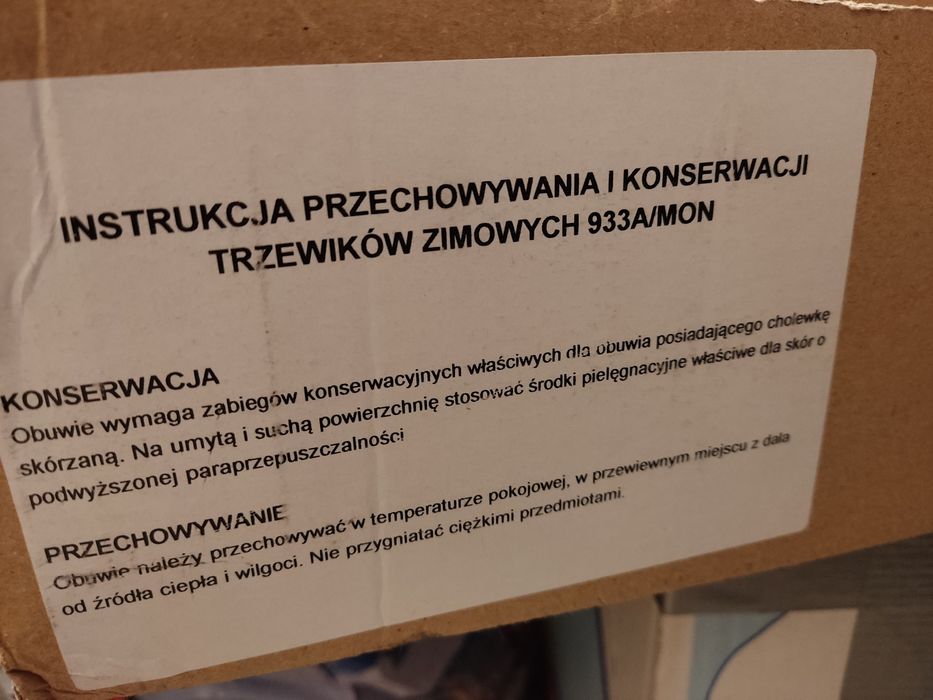 INSTRUKCJA PRZECHOWYWANIA I KONSERWACJI
TRZEWIKÓW ZIMOWYCH 933A/MON
KONSERWACJA
Obuwie wymaga zabiegów konserwacyjnych właściwych dla obuwia posiadającego cholewkę
skórzaną. Na umytą i suchą powierzchnię stosować środki pielęgnacyjne właściwe dla skór o
podwyższonej paraprzepuszczalności
PRZECHOWYWANIE
Obuwie należy przechowywać w temperaturze pokojowej, w przewiewnym miejscu z dala
od źródła ciepła i wilgoci. Nie przygniatać ciężkimi przedmiotami.